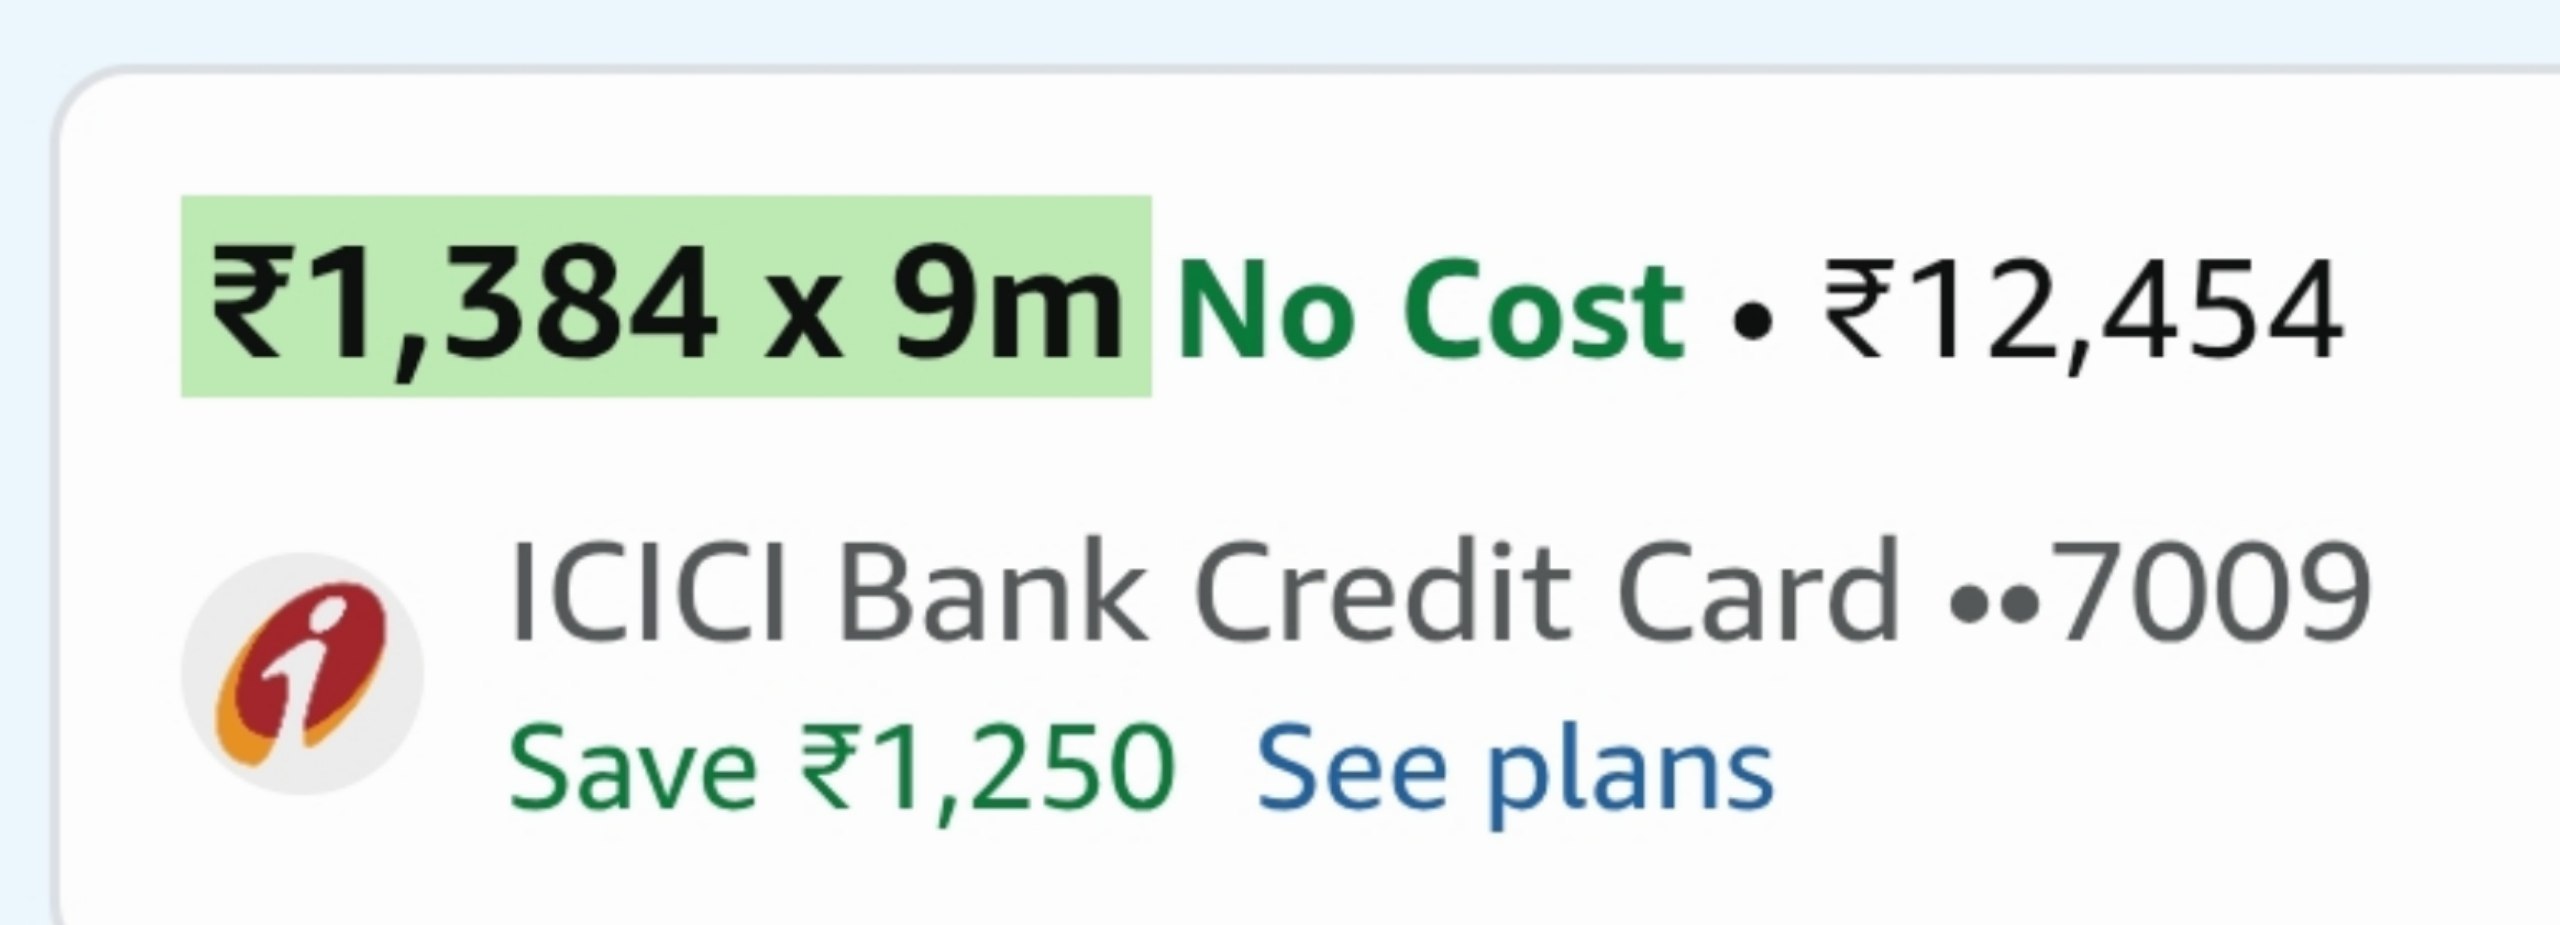 ₹1,384 x 9m No Cost • ₹12,454
ICICI Bank Credit Card ••7009
Save ₹1,250 See plans